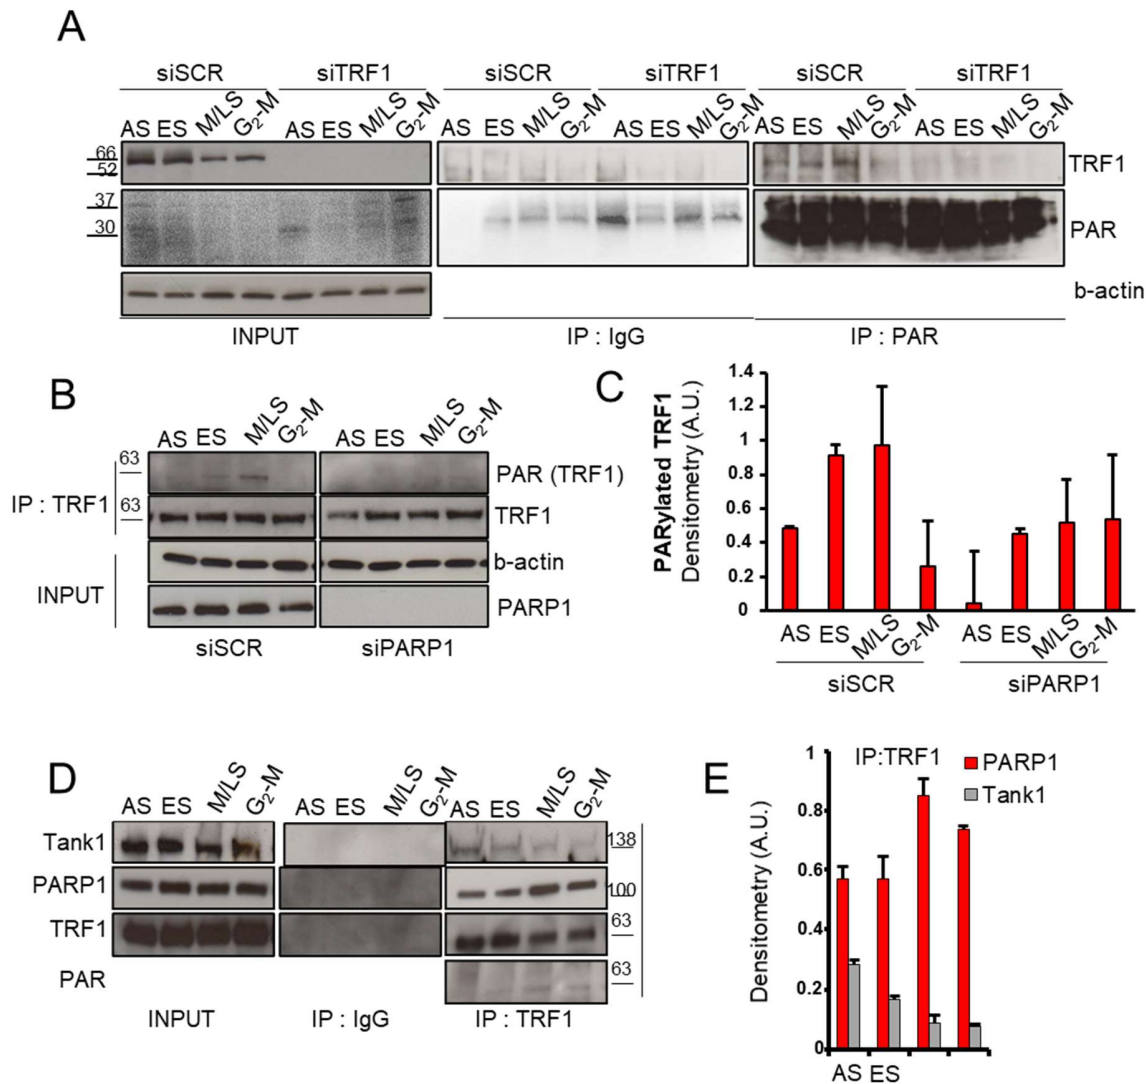 A
siSCR siTRF1 siSCR siTRF1 siSCR siTRF1
AS ES M/LS G₂-M AS ES M/LS G₂-M AS ES M/LS G₂-M AS ES M/LS G₂-M AS ES M/LS G₂-M AS ES M/LS G₂-M
66
52
TRF1
37
30
PAR
b-actin
INPUT IP : IgG IP : PAR
B
AS ES M/LS G₂-M AS ES M/LS G₂-M
IP : TRF1
63 PAR (TRF1)
63 TRF1
INPUT
b-actin
PARP1
siSCR siPARP1
C
PARylated TRF1
Densitometry (A.U.)
1.4
1.2
1
0.8
0.6
0.4
0.2
0
AS ES M/LS G₂-M AS ES M/LS G₂-M
siSCR siPARP1
D
AS ES M/LS G₂-M AS ES M/LS G₂-M AS ES M/LS G₂-M
Tank1 138
PARP1 100
TRF1 63
PAR 63
INPUT IP : IgG IP : TRF1
E
IP:TRF1
PARP1
Tank1
Densitometry (A.U.)
1
0.8
0.6
0.4
0.2
0
AS ES